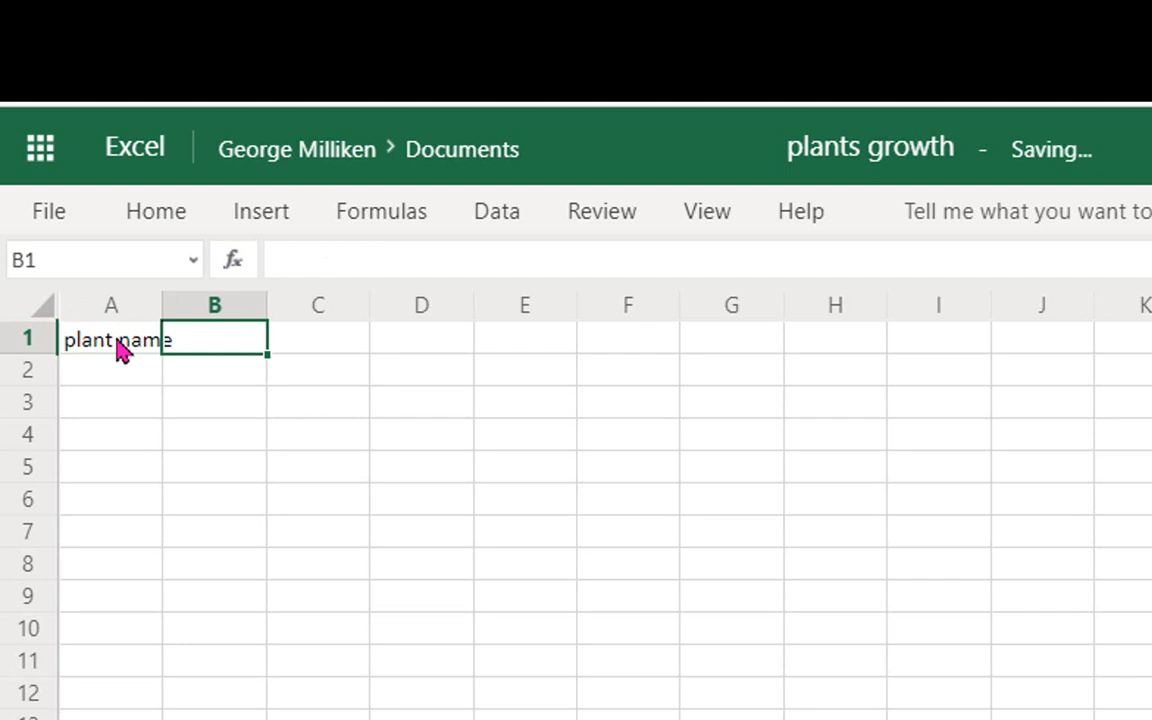 Excel George Milliken > Documents plants growth - Saving...
File Home Insert Formulas Data Review View Help Tell me what you want to
B1 fx
A B C D E F G H I J K
1 plant name
2
3
4
5
6
7
8
9
10
11
12